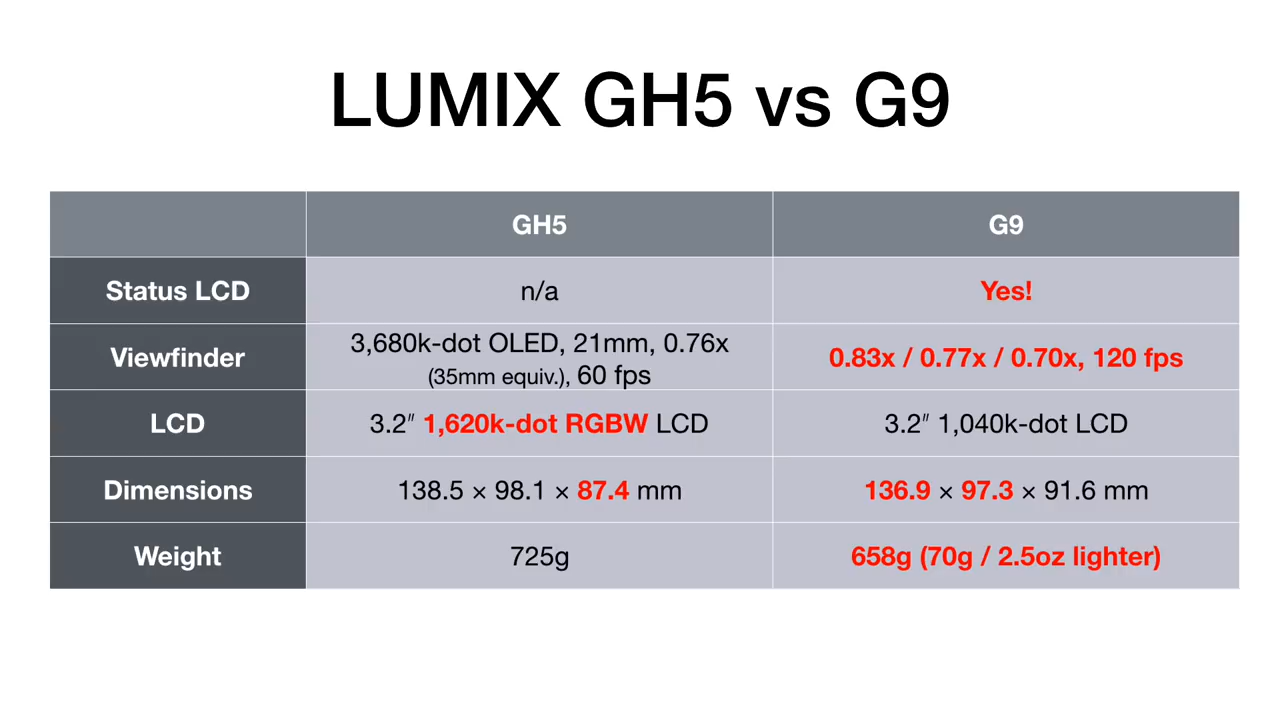 LUMIX GH5 vs G9
GH5 G9
Status LCD n/a Yes!
Viewfinder 3,680k-dot OLED, 21mm, 0.76x (35mm equiv.), 60 fps 0.83x / 0.77x / 0.70x, 120 fps
LCD 3.2″ 1,620k-dot RGBW LCD 3.2″ 1,040k-dot LCD
Dimensions 138.5 × 98.1 × 87.4 mm 136.9 × 97.3 × 91.6 mm
Weight 725g 658g (70g / 2.5oz lighter)